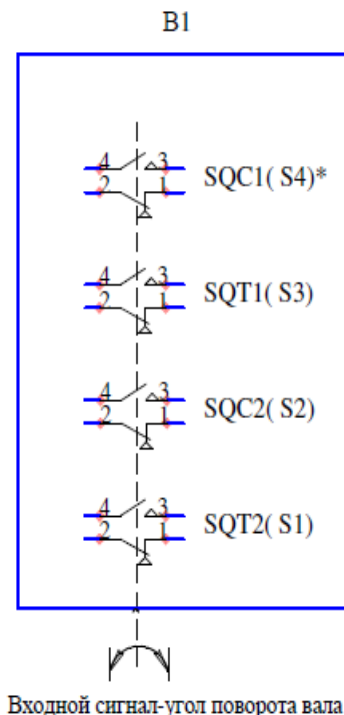 B1
4 3
2 1
SQC1( S4)*
4 3
2 1
SQT1( S3)
4 3
2 1
SQC2( S2)
4 3
2 1
SQT2( S1)
Входной сигнал-угол поворота вала